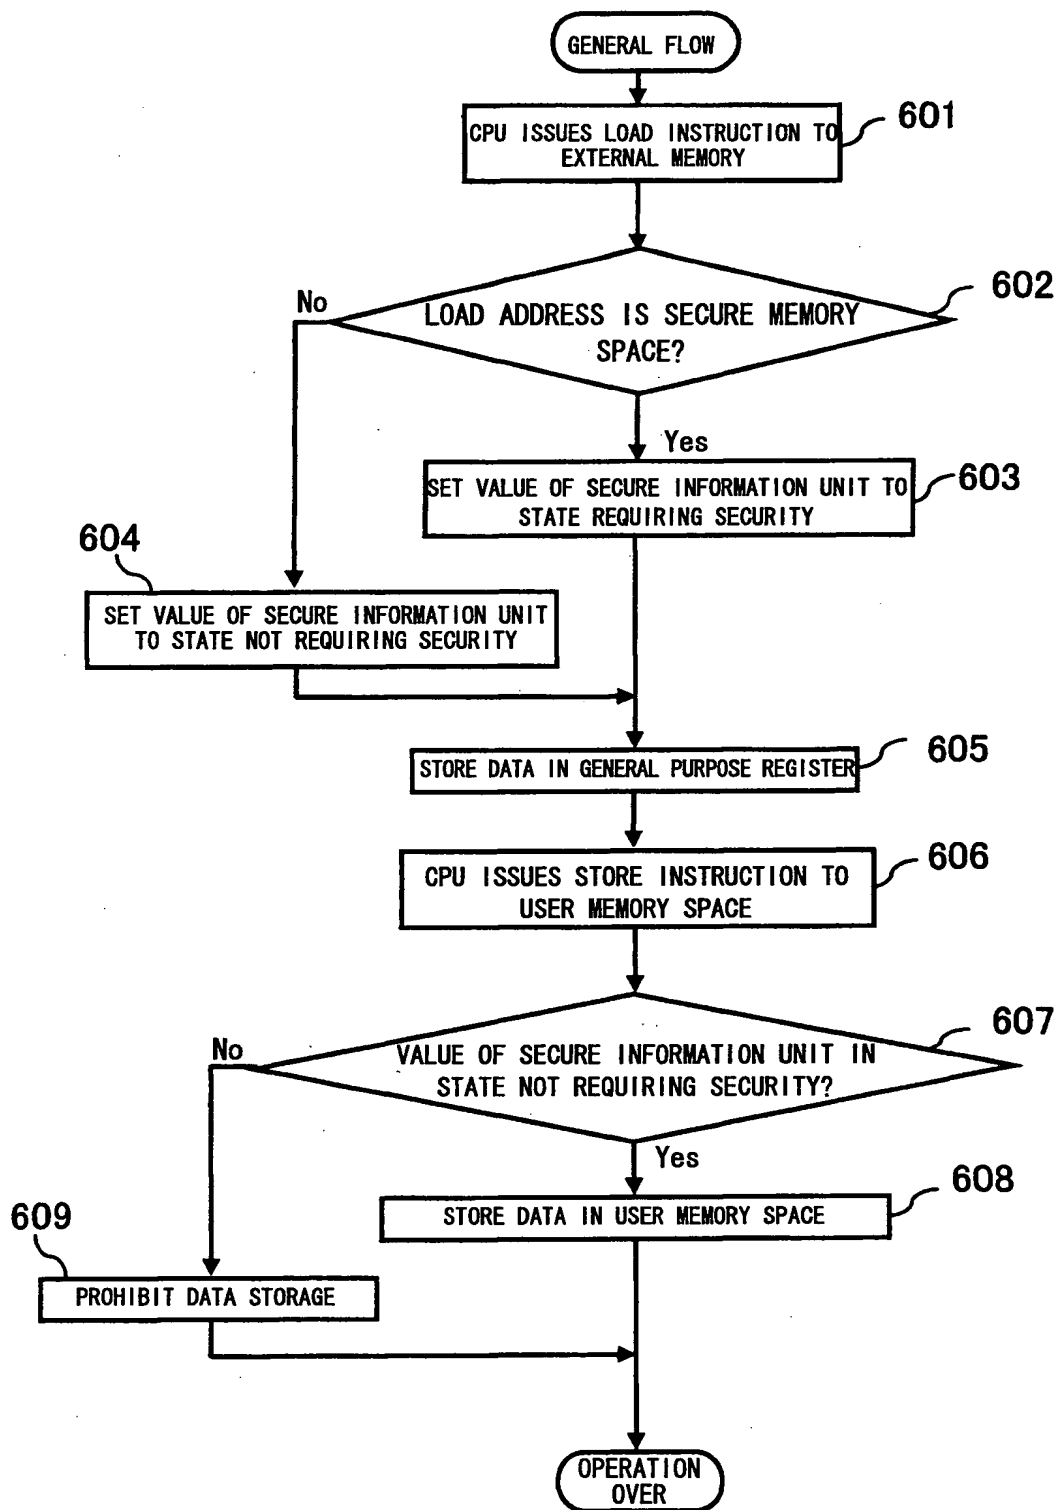 GENERAL FLOW
CPU ISSUES LOAD INSTRUCTION TO
EXTERNAL MEMORY
601
LOAD ADDRESS IS SECURE MEMORY
SPACE?
602
No
Yes
SET VALUE OF SECURE INFORMATION UNIT TO
STATE REQUIRING SECURITY
603
604
SET VALUE OF SECURE INFORMATION UNIT
TO STATE NOT REQUIRING SECURITY
STORE DATA IN GENERAL PURPOSE REGISTER
605
CPU ISSUES STORE INSTRUCTION TO
USER MEMORY SPACE
606
VALUE OF SECURE INFORMATION UNIT IN
STATE NOT REQUIRING SECURITY?
607
No
Yes
STORE DATA IN USER MEMORY SPACE
608
609
PROHIBIT DATA STORAGE
OPERATION
OVER